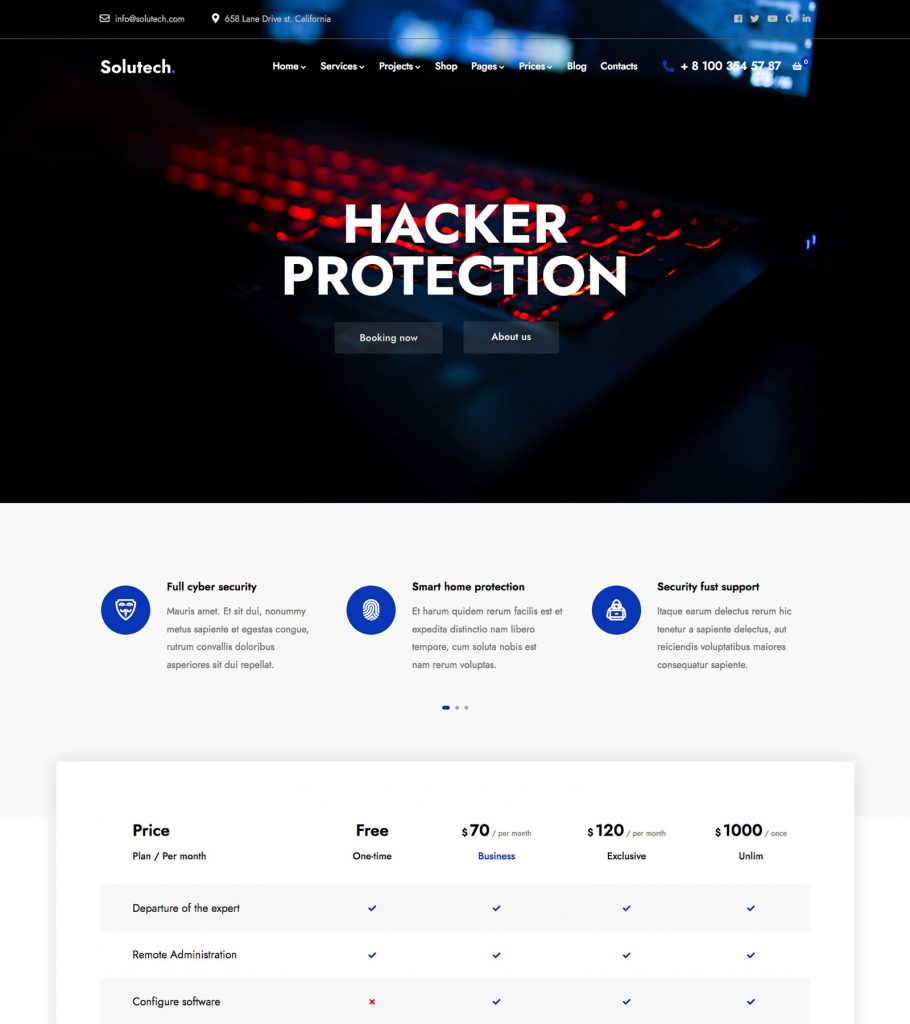 info@solutech.com
658 Lane Drive st. California
Solutech.
Home Services Projects Shop Pages Prices Blog Contacts + 8 100 354 57 87 0
HACKER
PROTECTION
Booking now
About us
Full cyber security
Mauris amet. Et sit dui, nonummy
metus sapiente et egestas congue,
rutrum convallis doloribus
asperiores sit dui repellat.
Smart home protection
Et harum quidem rerum facilis est et
expedita distinctio nam libero
tempore, cum soluta nobis est
nam rerum voluptas.
Security fust support
Itaque earum delectus rerum hic
tenetur a sapiente delectus, aut
reiciendis voluptatibus maiores
consequatur sapiente.
Price Free $ 70 / per month $ 120 / per month $ 1000 / once
Plan / Per month One-time Business Exclusive Unlim
Departure of the expert
Remote Administration
Configure software